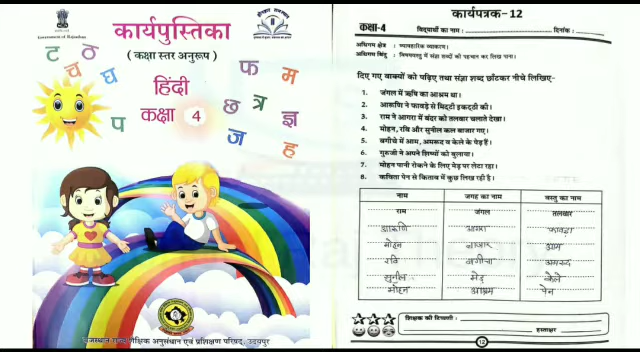 Government of Rajasthan
कार्यपुस्तिका
( कक्षा स्तर अनुरूप )
हिंदी
कक्षा 4
ट ठ च घ प
फ म छ त्र ज्ञ ज ह
राजस्थान राज्य शैक्षिक अनुसंधान एवं प्रशिक्षण परिषद्, उदयपुर
कार्यपत्रक - 12
कक्षा-4 विद्यार्थी का नाम : दिनांक :
अधिगम क्षेत्र : व्यावहारिक व्याकरण।
अधिगम बिंदु : विषयवस्तु में संज्ञा शब्दों की पहचान कर लिख पाना।
दिए गए वाक्यों को पढ़िए तथा संज्ञा शब्द छाँटकर नीचे लिखिए-
1. जंगल में ऋषि का आश्रम था।
2. आरूणि ने फावड़े से मिट्टी इकट्ठी की।
3. राम ने आगरा में बंदर को तलवार चलाते देखा।
4. मोहन, रवि और सुनील कल बाजार गए।
5. बगीचे में आम, अमरूद व केले के पेड़ हैं।
6. गुरुजी ने अपने शिष्यों को बुलाया।
7. मोहन पानी रोकने के लिए मेड़ पर लेटा रहा।
8. कविता पेन से किताब में कुछ लिख रही है।
नाम जगह का नाम वस्तु का नाम
राम जंगल तलवार
आरूणि आगरा फावड़ा
मोहन बाजार आम
रवि बगीचा अमरूद
सुनील मेड़ केले
मोहन आश्रम पेन
शिक्षक की टिप्पणी :
हस्ताक्षर
12